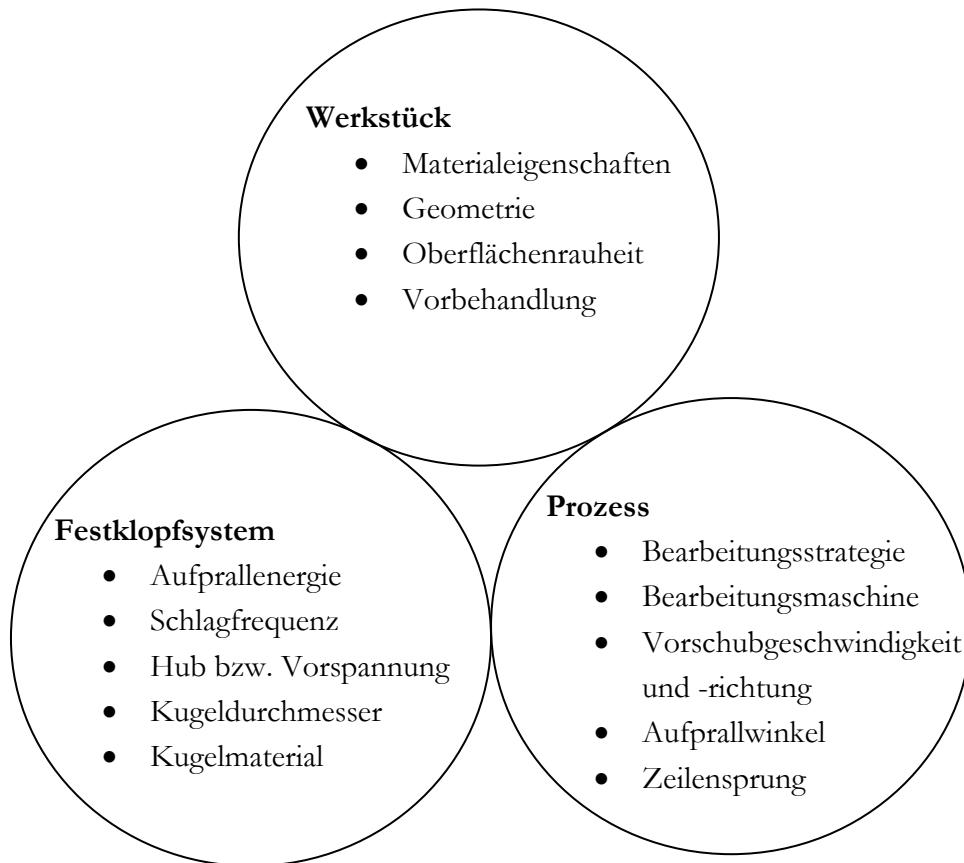 Werkstück
• Materialeigenschaften
• Geometrie
• Oberflächenrauheit
• Vorbehandlung
Festklopfsystem
• Aufprallenergie
• Schlagfrequenz
• Hub bzw. Vorspannung
• Kugeldurchmesser
• Kugelmaterial
Prozess
• Bearbeitungsstrategie
• Bearbeitungsmaschine
• Vorschubgeschwindigkeit
und -richtung
• Aufprallwinkel
• Zeilensprung